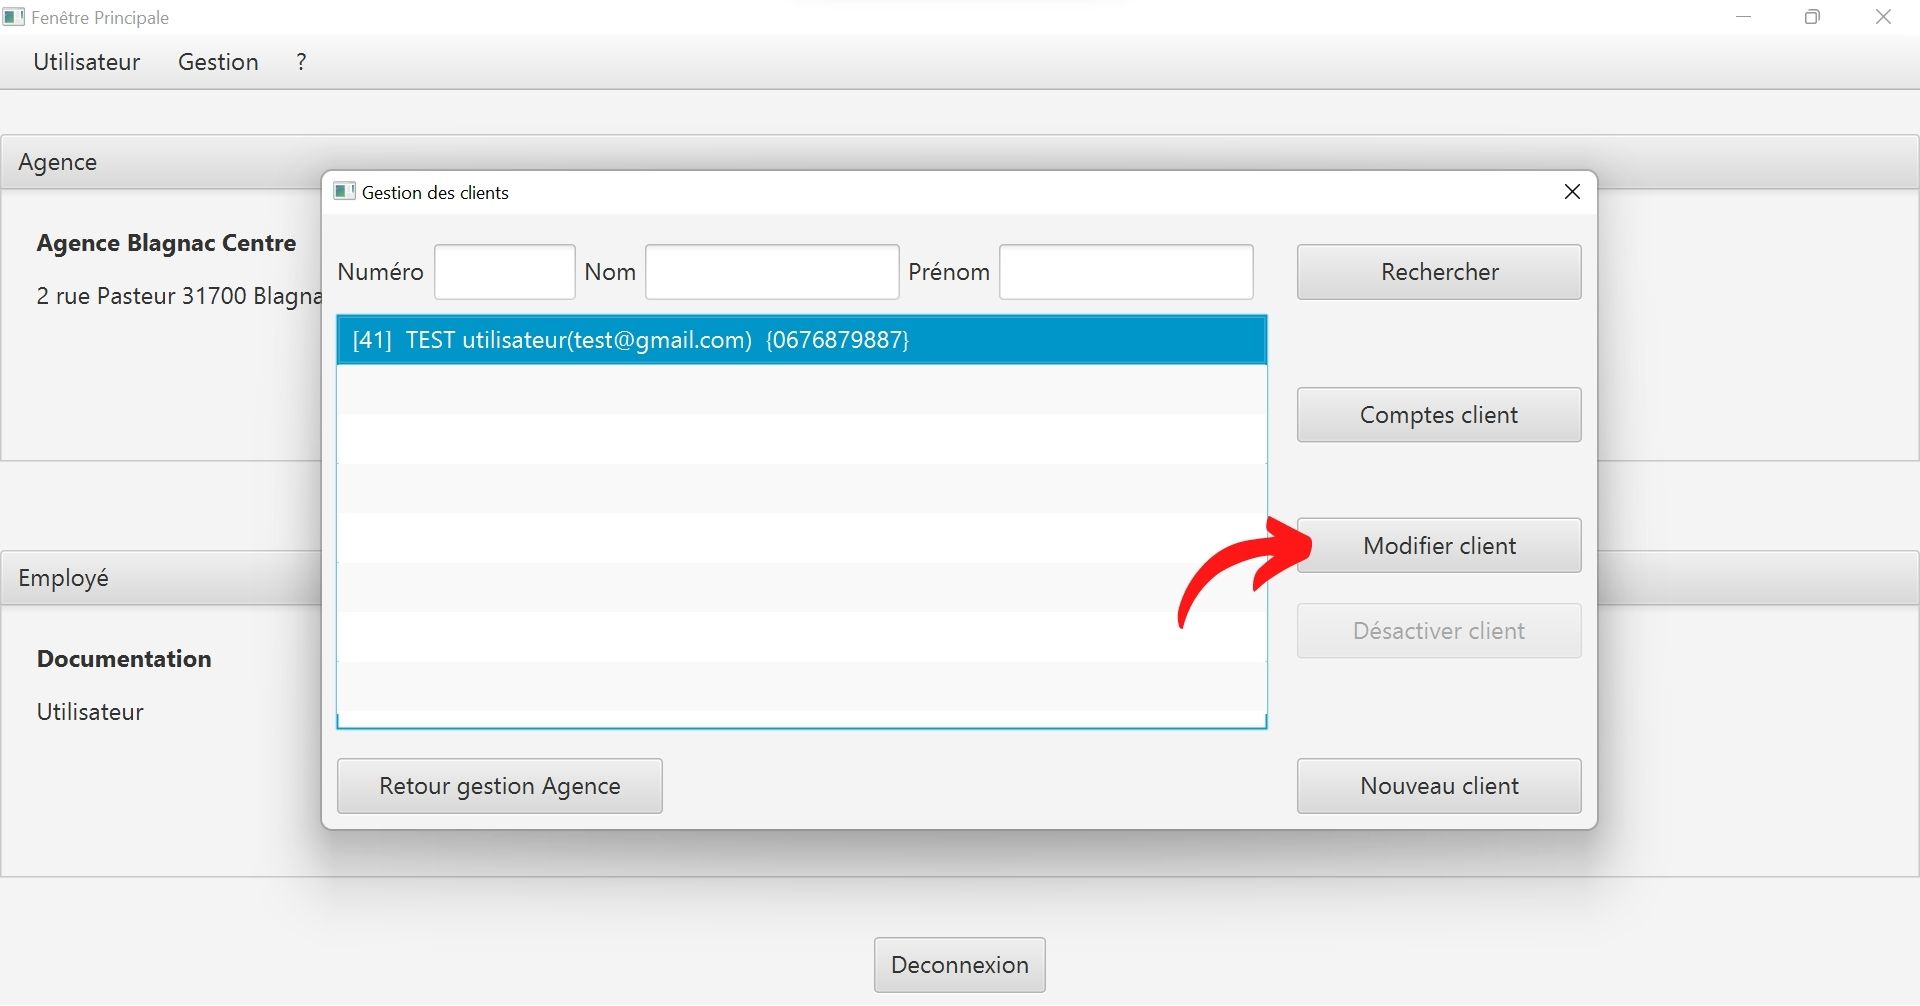 Fenêtre Principale
Utilisateur Gestion ?
Agence
Gestion des clients
Agence Blagnac Centre
2 rue Pasteur 31700
Numéro Nom Prénom Rechercher
[41] TEST utilisateur(test@gmail.com) {0676879887}
Comptes client
Modifier client
Employé
Désactiver client
Documentation
Utilisateur
Retour gestion Agence Nouveau client
Deconnexion